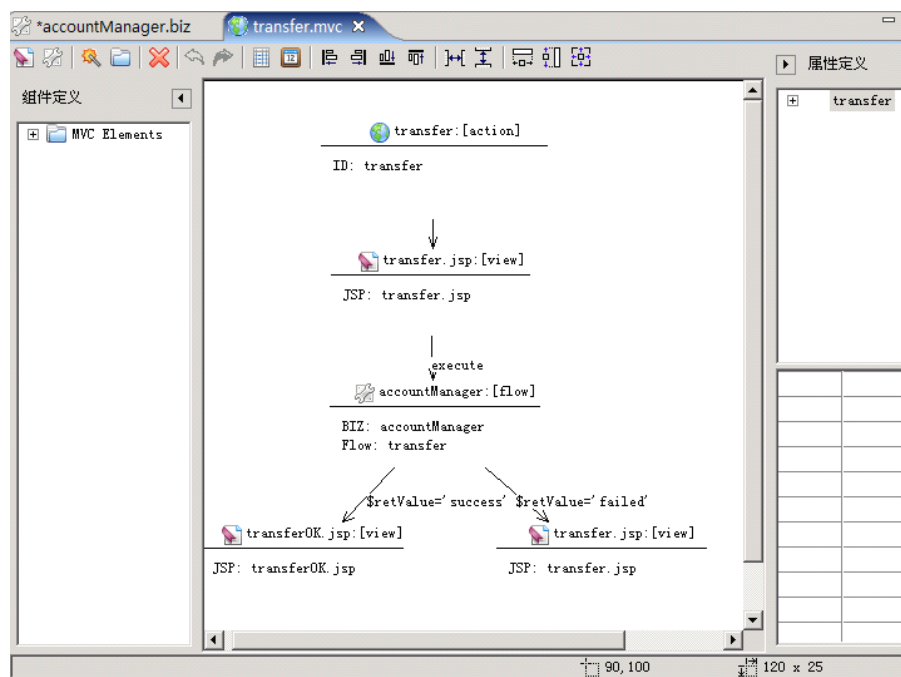 *accountManager.biz transfer.mvc
12
组件定义
属性定义
MVC Elements
transfer
transfer:[action]
ID: transfer
transfer.jsp:[view]
JSP: transfer.jsp
execute
accountManager:[flow]
BIZ: accountManager
Flow: transfer
$retValue='success' $retValue='failed'
transferOK.jsp:[view] transfer.jsp:[view]
JSP: transferOK.jsp JSP: transfer.jsp
90,100 120 x 25